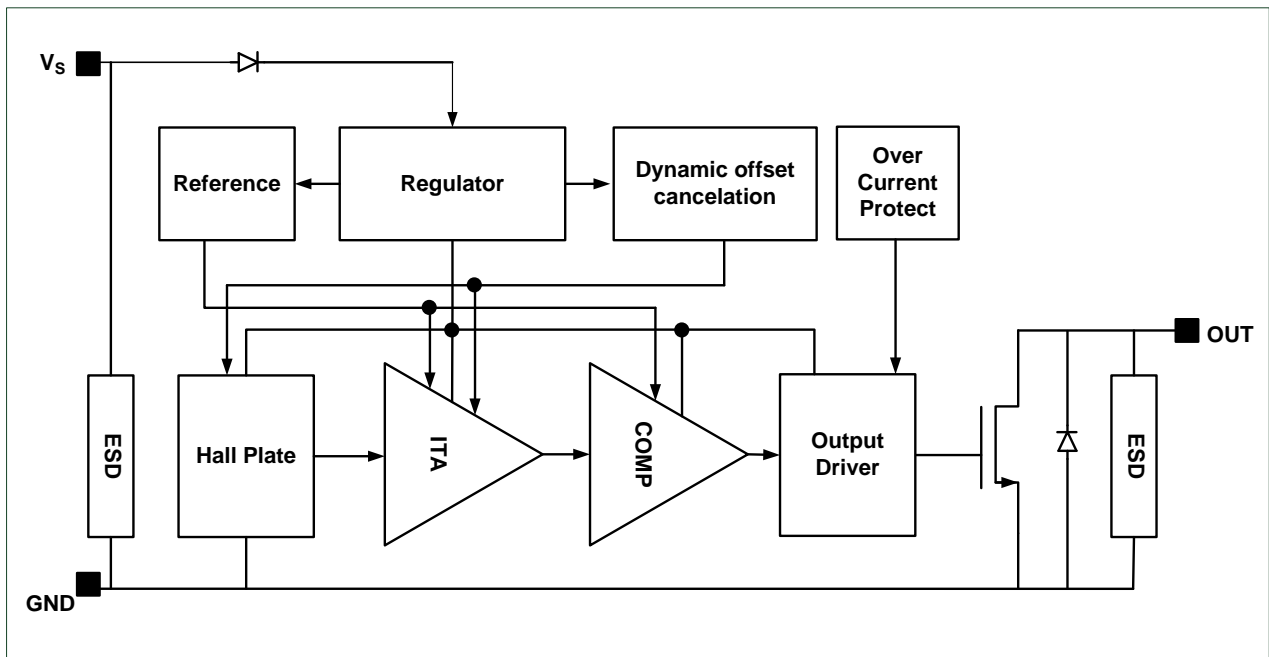 VS
Reference
Regulator
Dynamic offset
cancelation
Over
Current
Protect
OUT
ESD
Hall Plate
ITA
COMP
Output
Driver
ESD
GND